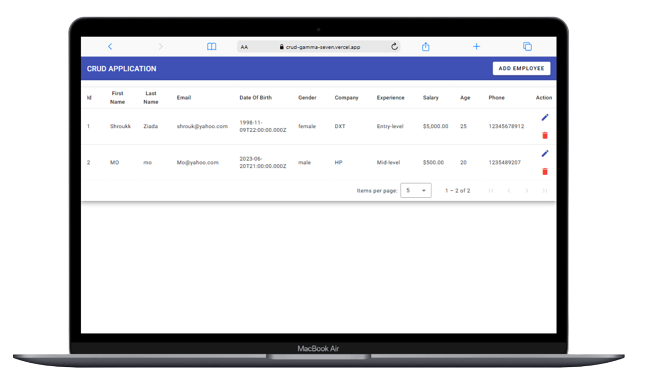 AA crud-gamma-seven.vercel.app
CRUD APPLICATION ADD EMPLOYEE
Id First Name Last Name Email Date Of Birth Gender Company Experience Salary Age Phone Action
1 Shroukk Ziada shrouk@yahoo.com 1998-11-09T22:00:00.000Z female DXT Entry-level $5,000.00 25 12345678912
2 MO mo Mo@yahoo.com 2023-06-20T21:00:00.000Z male HP Mid-level $500.00 20 1235489207
Items per page: 5 1 – 2 of 2
MacBook Air